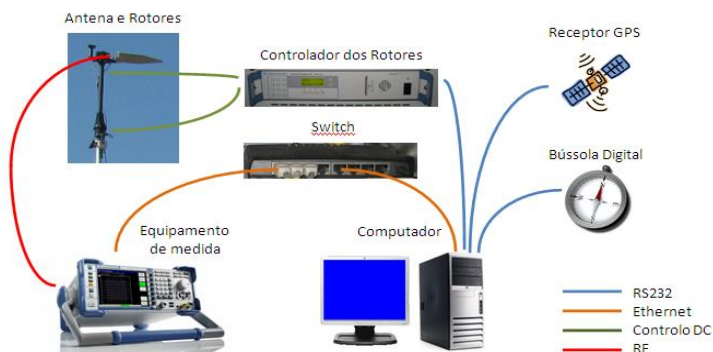 Antena e Rotores
Controlador dos Rotores
Receptor GPS
Switch
Bússola Digital
Equipamento
de medida
Computador
RS232
Ethernet
Controlo DC
RF